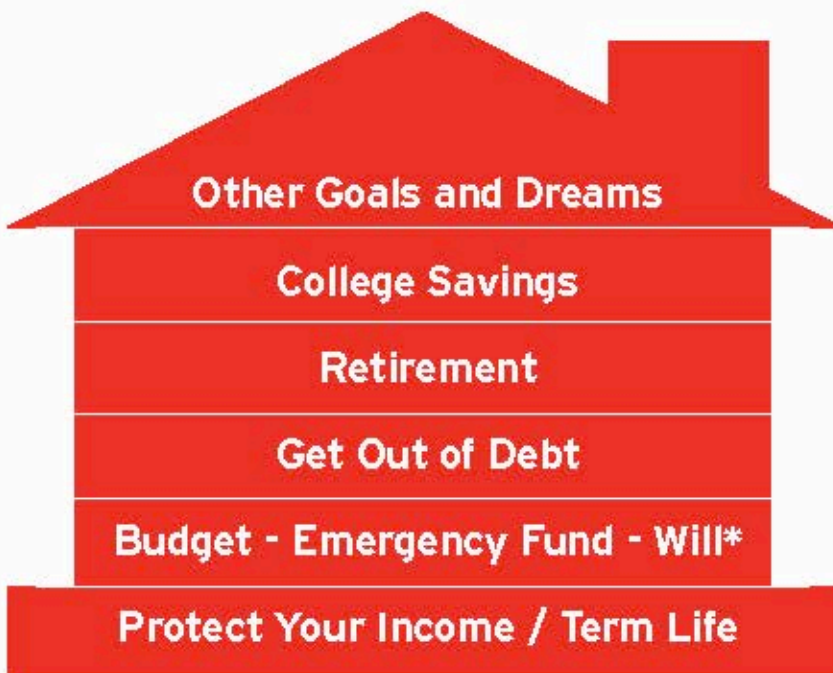 Other Goals and Dreams
College Savings
Retirement
Get Out of Debt
Budget - Emergency Fund - Will*
Protect Your Income / Term Life